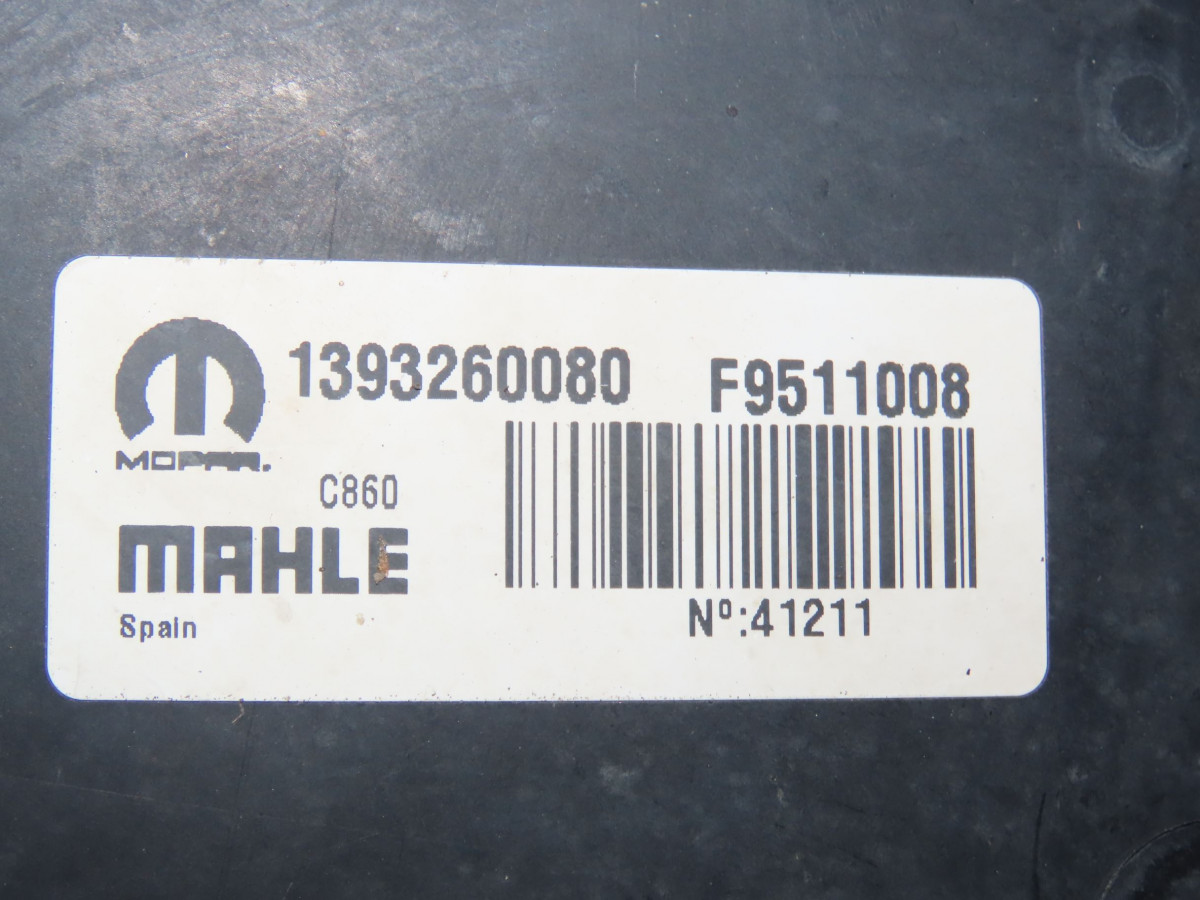 1393260080 F9511008
MOPAR.
C860
MAHLE
Spain
Nº:41211